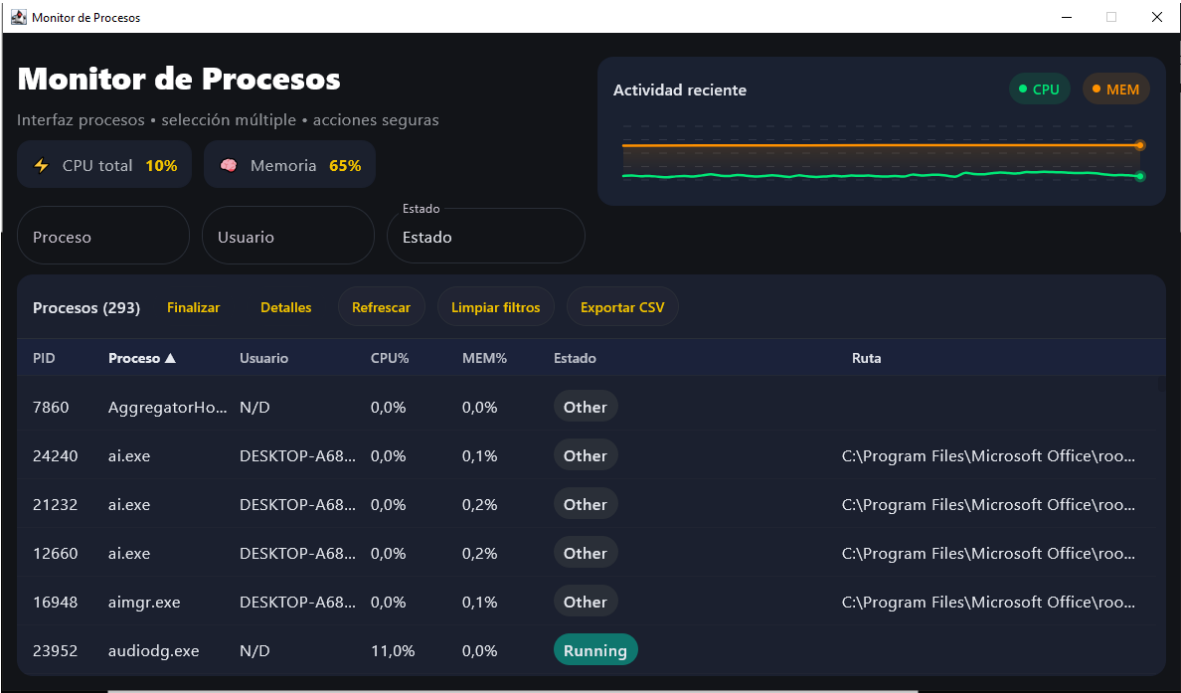 Monitor de Procesos
Monitor de Procesos
Interfaz procesos • selección múltiple • acciones seguras
CPU total 10% Memoria 65%
Actividad reciente CPU MEM
Proceso Usuario Estado Estado
Procesos (293) Finalizar Detalles Refrescar Limpiar filtros Exportar CSV
PID Proceso ▲ Usuario CPU% MEM% Estado Ruta
7860 AggregatorHo... N/D 0,0% 0,0% Other
24240 ai.exe DESKTOP-A68... 0,0% 0,1% Other C:\Program Files\Microsoft Office\roo...
21232 ai.exe DESKTOP-A68... 0,0% 0,2% Other C:\Program Files\Microsoft Office\roo...
12660 ai.exe DESKTOP-A68... 0,0% 0,2% Other C:\Program Files\Microsoft Office\roo...
16948 aimgr.exe DESKTOP-A68... 0,0% 0,1% Other C:\Program Files\Microsoft Office\roo...
23952 audiodg.exe N/D 11,0% 0,0% Running